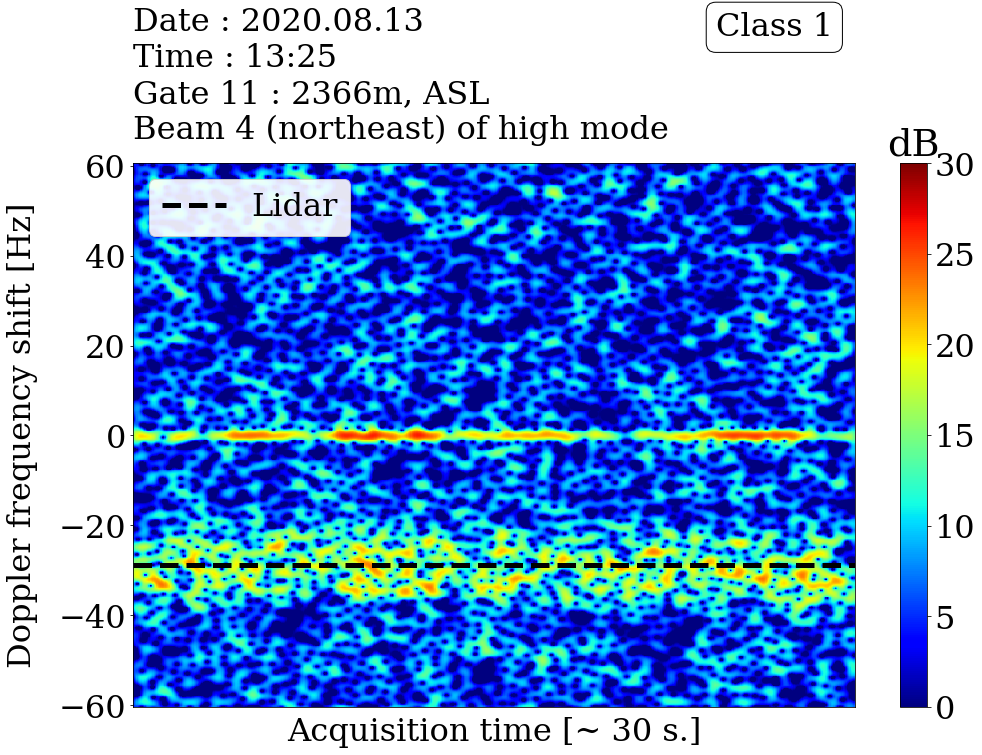 Date : 2020.08.13
Time : 13:25
Gate 11 : 2366m, ASL
Beam 4 (northeast) of high mode
Class 1
dB
Lidar
Doppler frequency shift [Hz]
60
40
20
0
−20
−40
−60
30
25
20
15
10
5
0
Acquisition time [~ 30 s.]